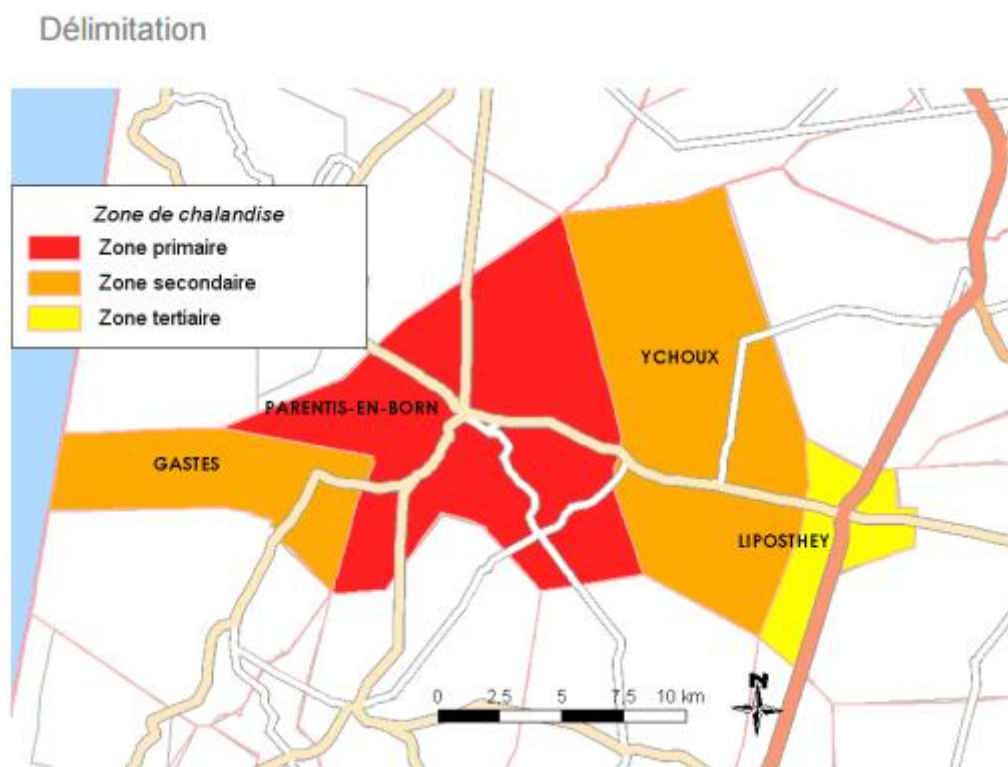 Délimitation
Zone de chalandise
Zone primaire
Zone secondaire
Zone tertiaire
YCHOUX
PARENTIS-EN-BORN
GASTES
LIPOSTHEY
N
0 2,5 5 7,5 10 km